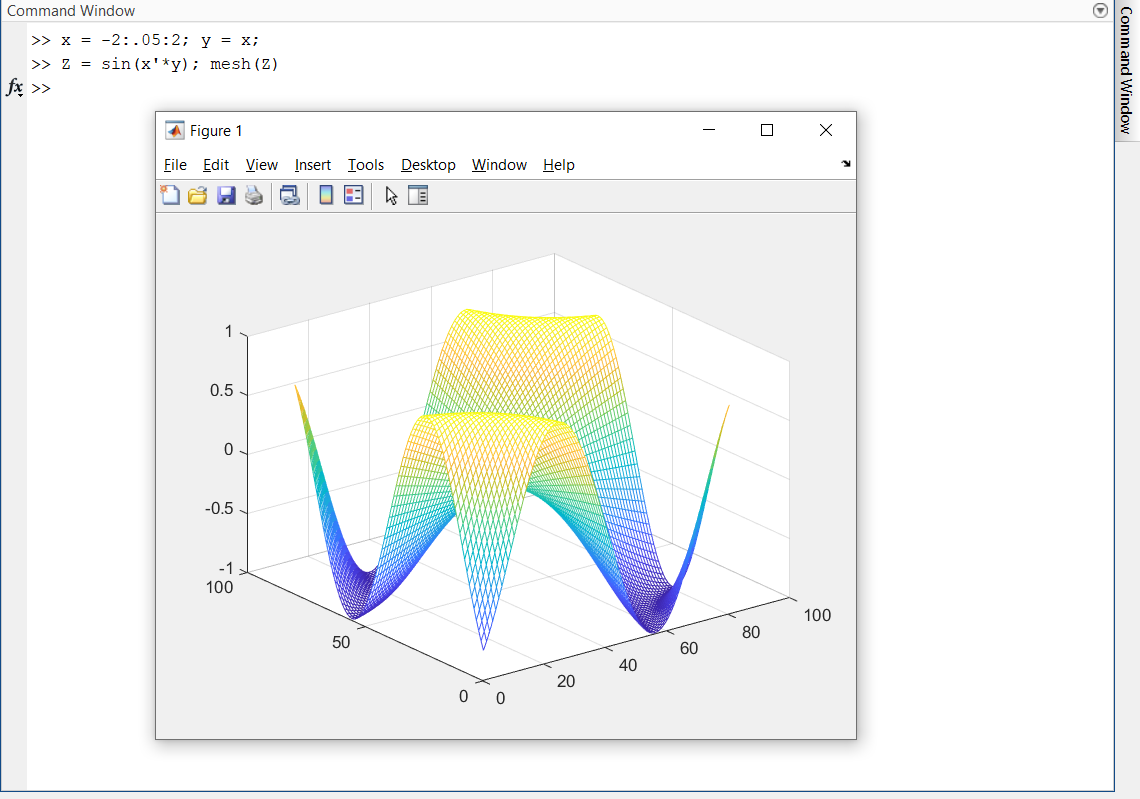 Command Window
Command Window
>> x = -2:.05:2; y = x;
>> Z = sin(x'*y); mesh(Z)
fx >>
Figure 1
File Edit View Insert Tools Desktop Window Help
1
0.5
0
-0.5
-1
100
50
0
0
20
40
60
80
100